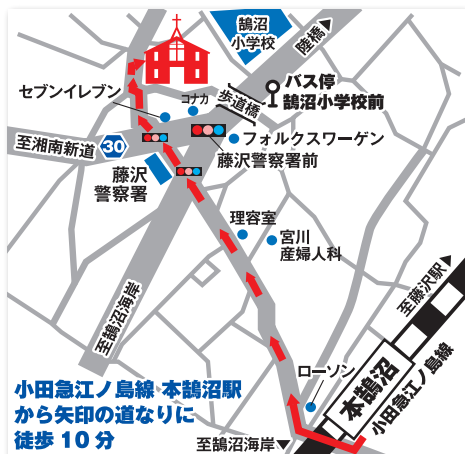 鵠沼
小学校
陸橋▶
セブンイレブン
コナカ
歩道橋
バス停
鵠沼小学校前
至湘南新道
30
フォルクスワーゲン
藤沢警察署前
藤沢
警察署
理容室
宮川
産婦人科
至鵠沼海岸
至藤沢駅▶
ローソン
本鵠沼
小田急江ノ島線
小田急江ノ島線 本鵠沼駅
から矢印の道なりに
徒歩 10 分
至鵠沼海岸▼